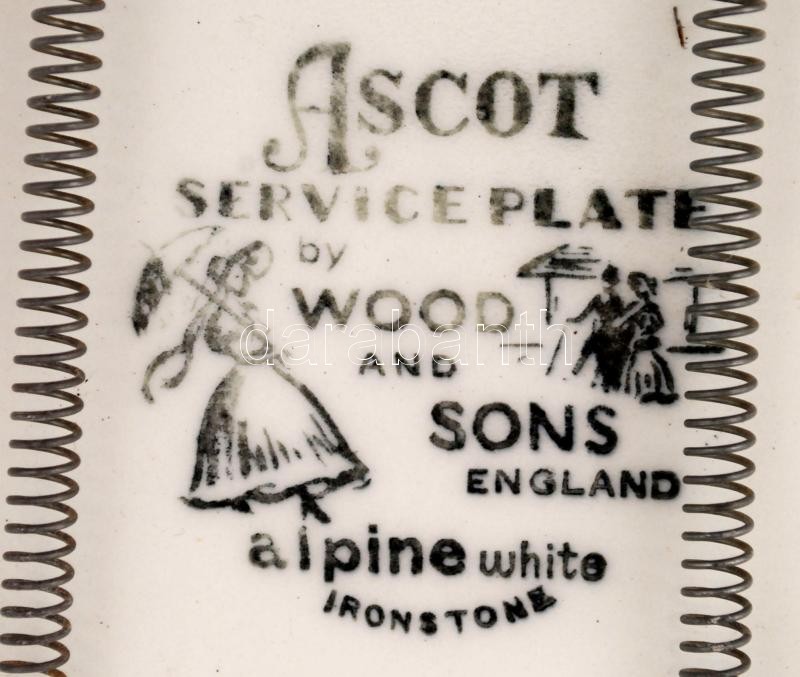 ASCOT
SERVICE PLATE
by
WOOD
AND
SONS
ENGLAND
alpine white
IRONSTONE
darabanth